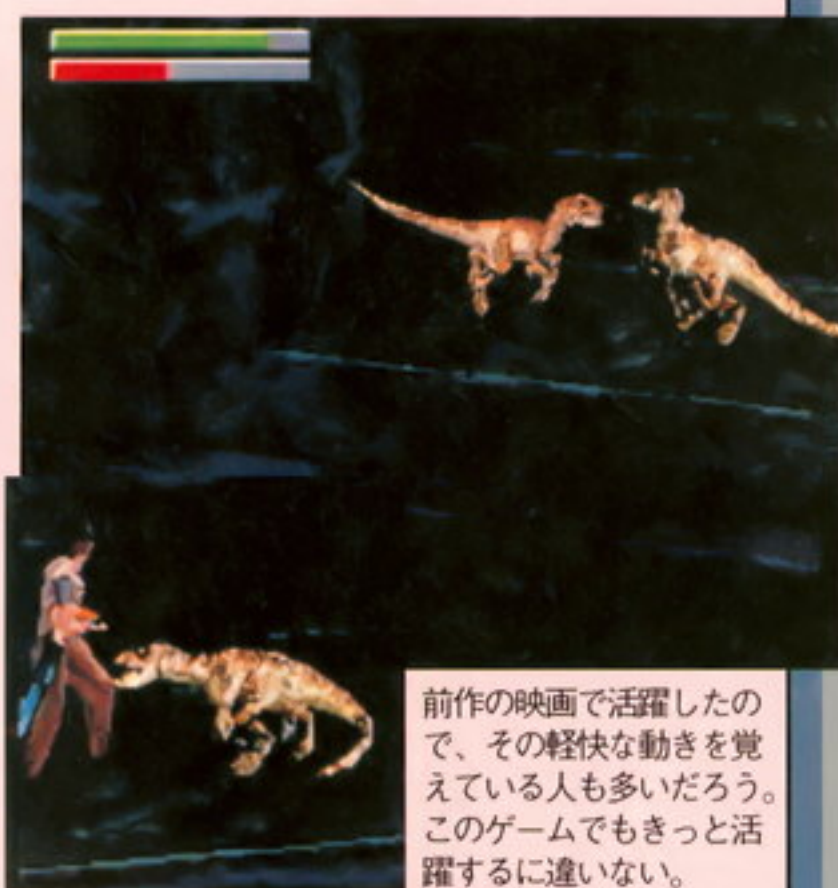 前作の映画で活躍したの
で、その軽快な動きを覚
えている人も多いだろう。
このゲームでもきっと活
躍するに違いない。